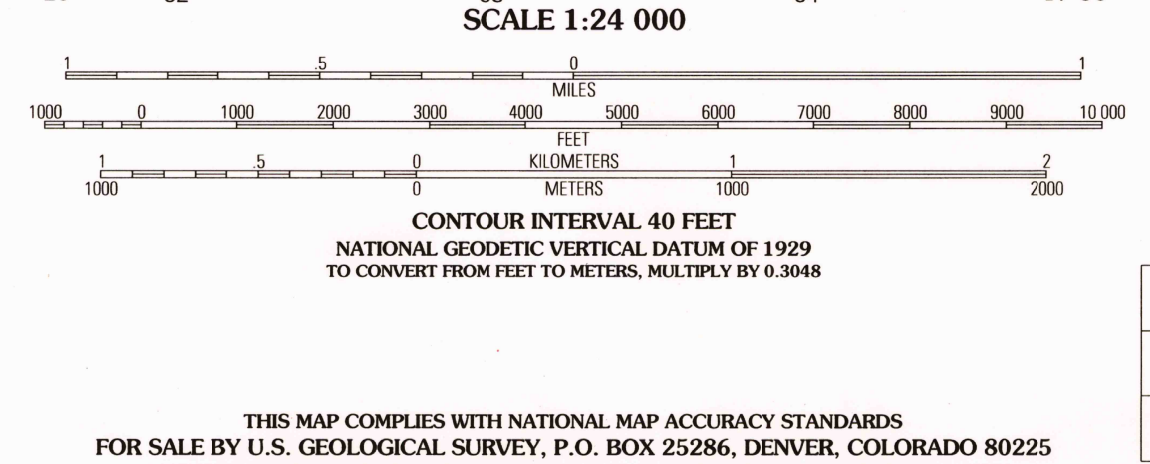 SCALE 1:24 000
1 .5 0 1
MILES
1000 0 1000 2000 3000 4000 5000 6000 7000 8000 9000 10 000
FEET
1 .5 0 KILOMETERS 1 2
1000 0 METERS 1000 2000
CONTOUR INTERVAL 40 FEET
NATIONAL GEODETIC VERTICAL DATUM OF 1929
TO CONVERT FROM FEET TO METERS, MULTIPLY BY 0.3048
THIS MAP COMPLIES WITH NATIONAL MAP ACCURACY STANDARDS
FOR SALE BY U.S. GEOLOGICAL SURVEY, P.O. BOX 25286, DENVER, COLORADO 80225